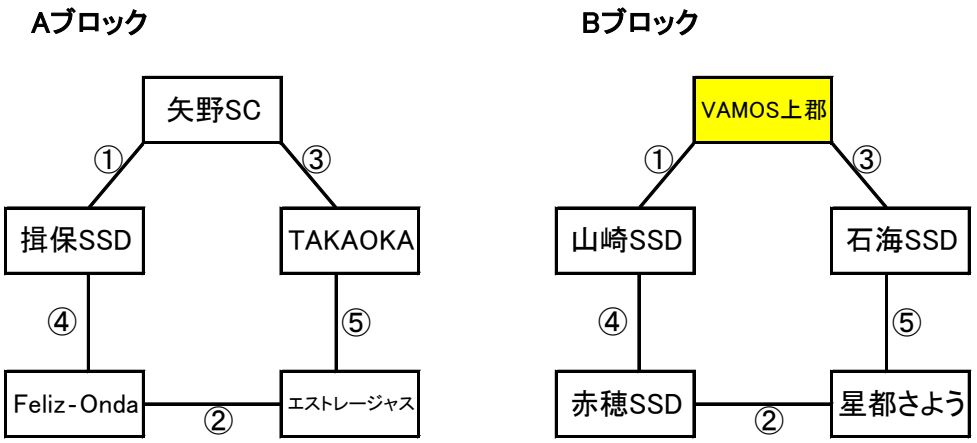 Aブロック
矢野SC
①
③
揖保SSD
TAKAOKA
④
⑤
Feliz-Onda
②
エストレージャス
Bブロック
VAMOS上郡
①
③
山崎SSD
石海SSD
④
⑤
赤穂SSD
②
星都さよう